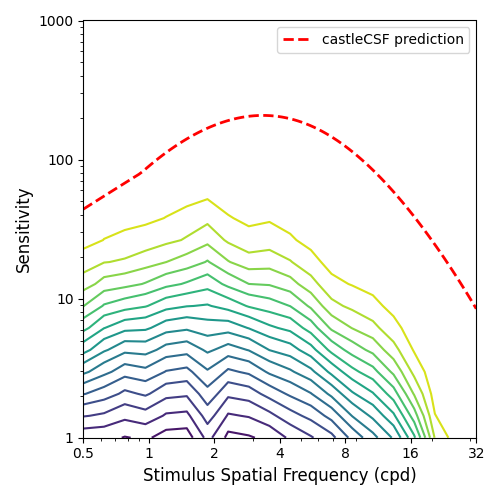 1000
castleCSF prediction
100
Sensitivity
10
1
0.5 1 2 4 8 16 32
Stimulus Spatial Frequency (cpd)